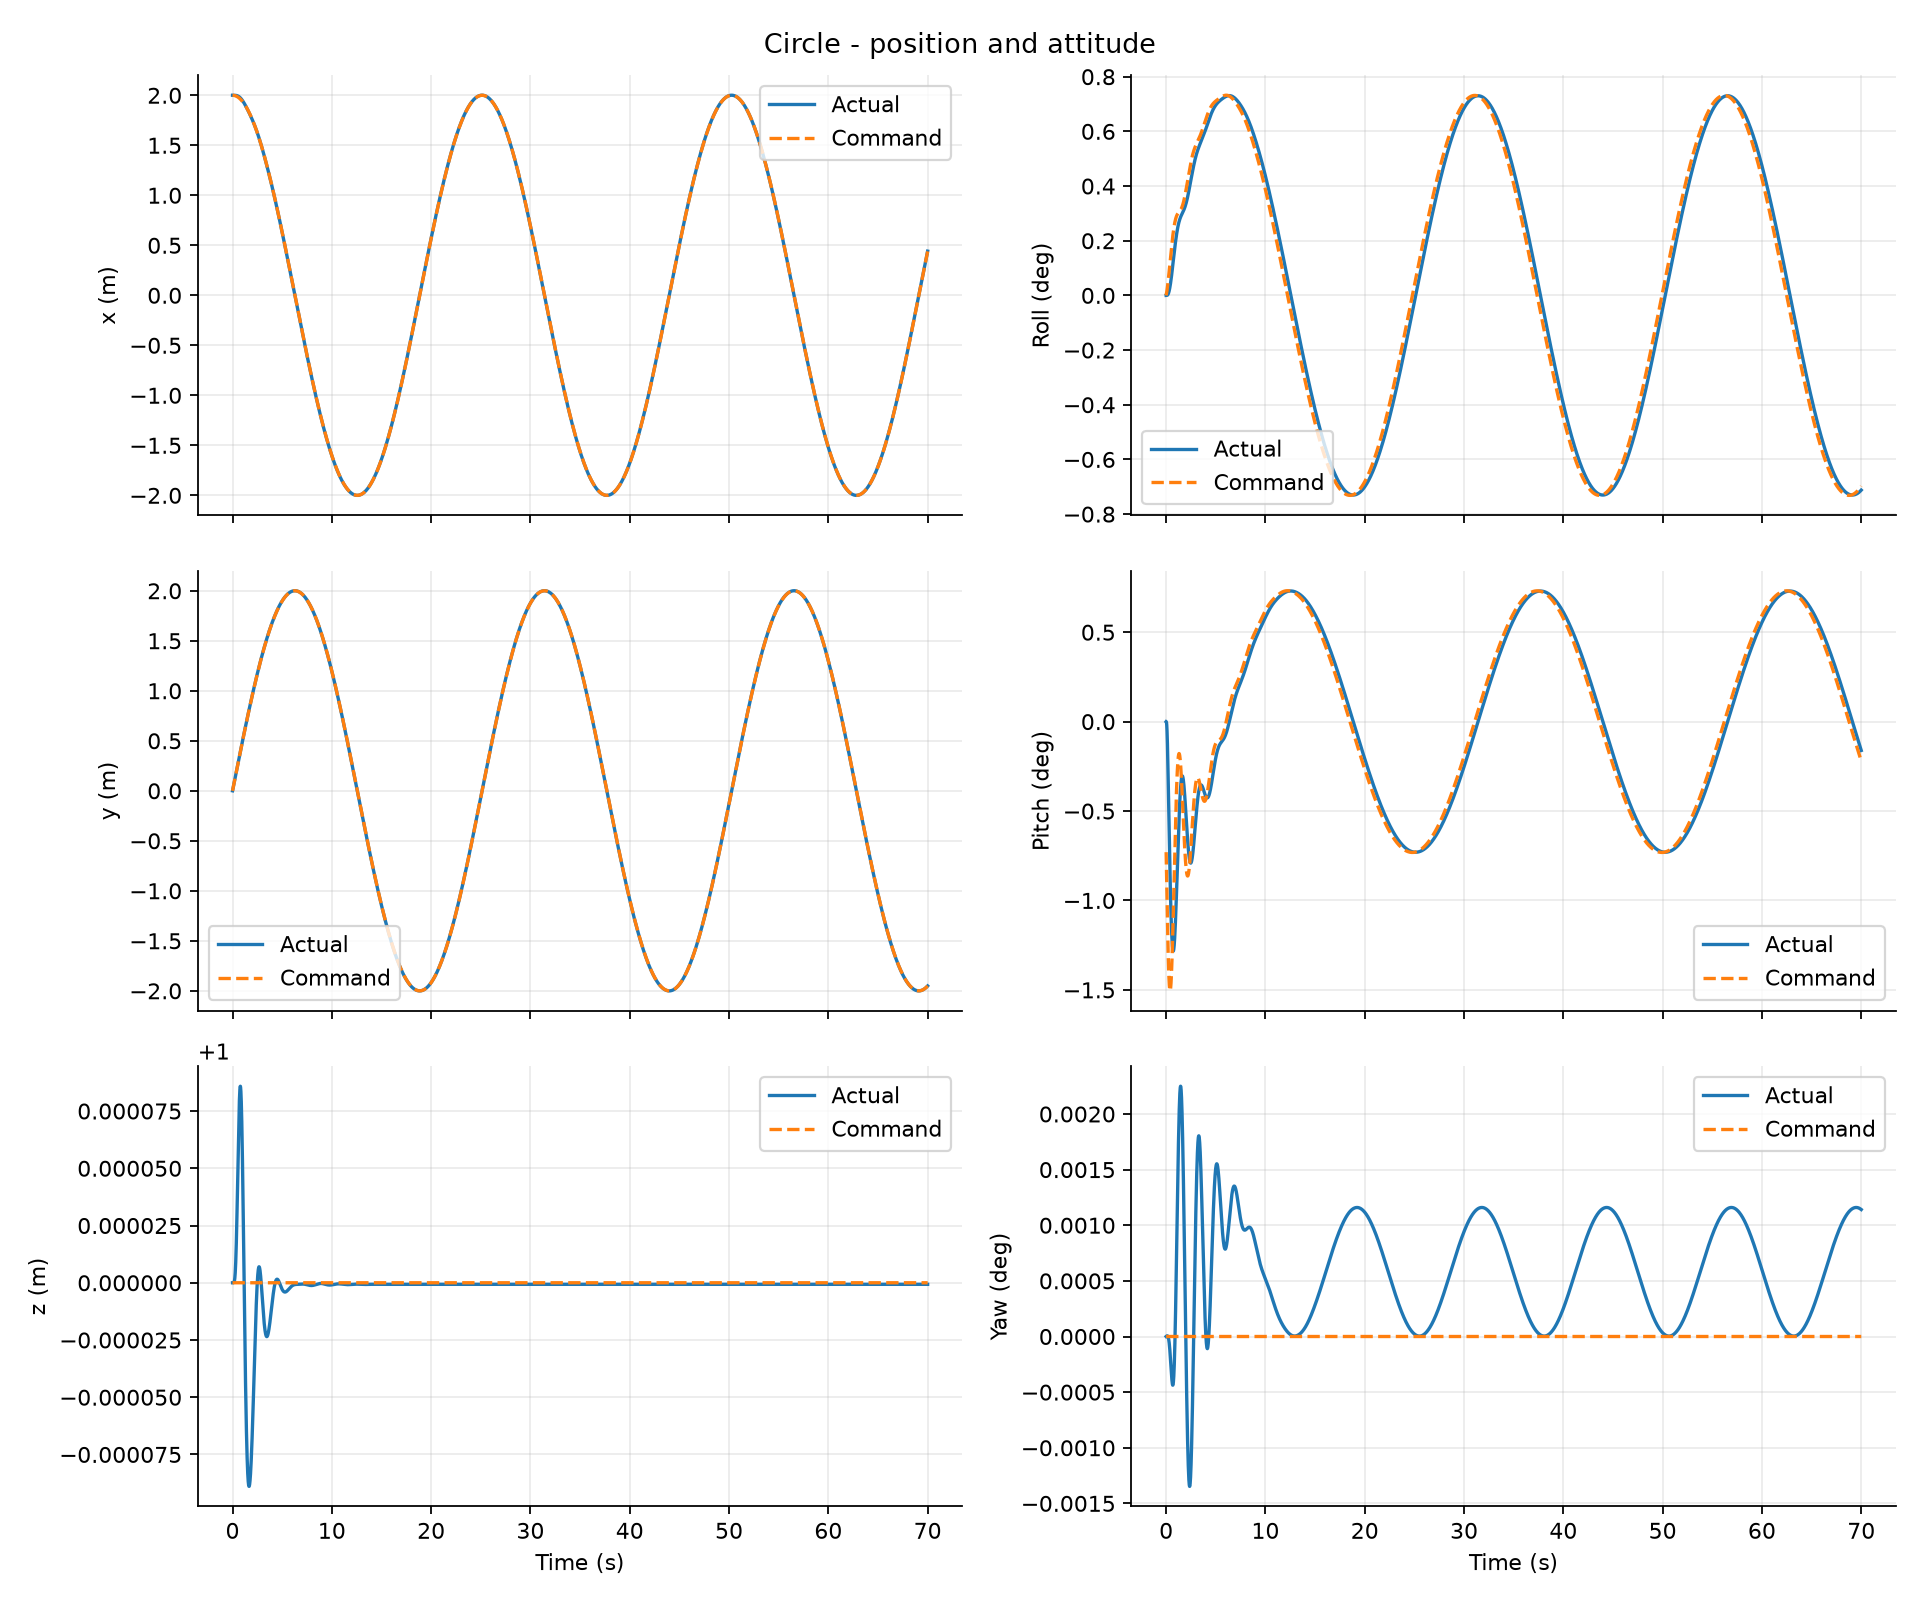 Circle - position and attitude
2.0
1.5
1.0
0.5
0.0
−0.5
−1.0
−1.5
−2.0
x (m)
Actual
Command
0.8
0.6
0.4
0.2
0.0
−0.2
−0.4
−0.6
−0.8
Roll (deg)
Actual
Command
2.0
1.5
1.0
0.5
0.0
−0.5
−1.0
−1.5
−2.0
y (m)
Actual
Command
0.5
0.0
−0.5
−1.0
−1.5
Pitch (deg)
Actual
Command
+1
0.000075
0.000050
0.000025
0.000000
−0.000025
−0.000050
−0.000075
z (m)
Actual
Command
0 10 20 30 40 50 60 70
Time (s)
0.0020
0.0015
0.0010
0.0005
0.0000
−0.0005
−0.0010
−0.0015
Yaw (deg)
Actual
Command
0 10 20 30 40 50 60 70
Time (s)